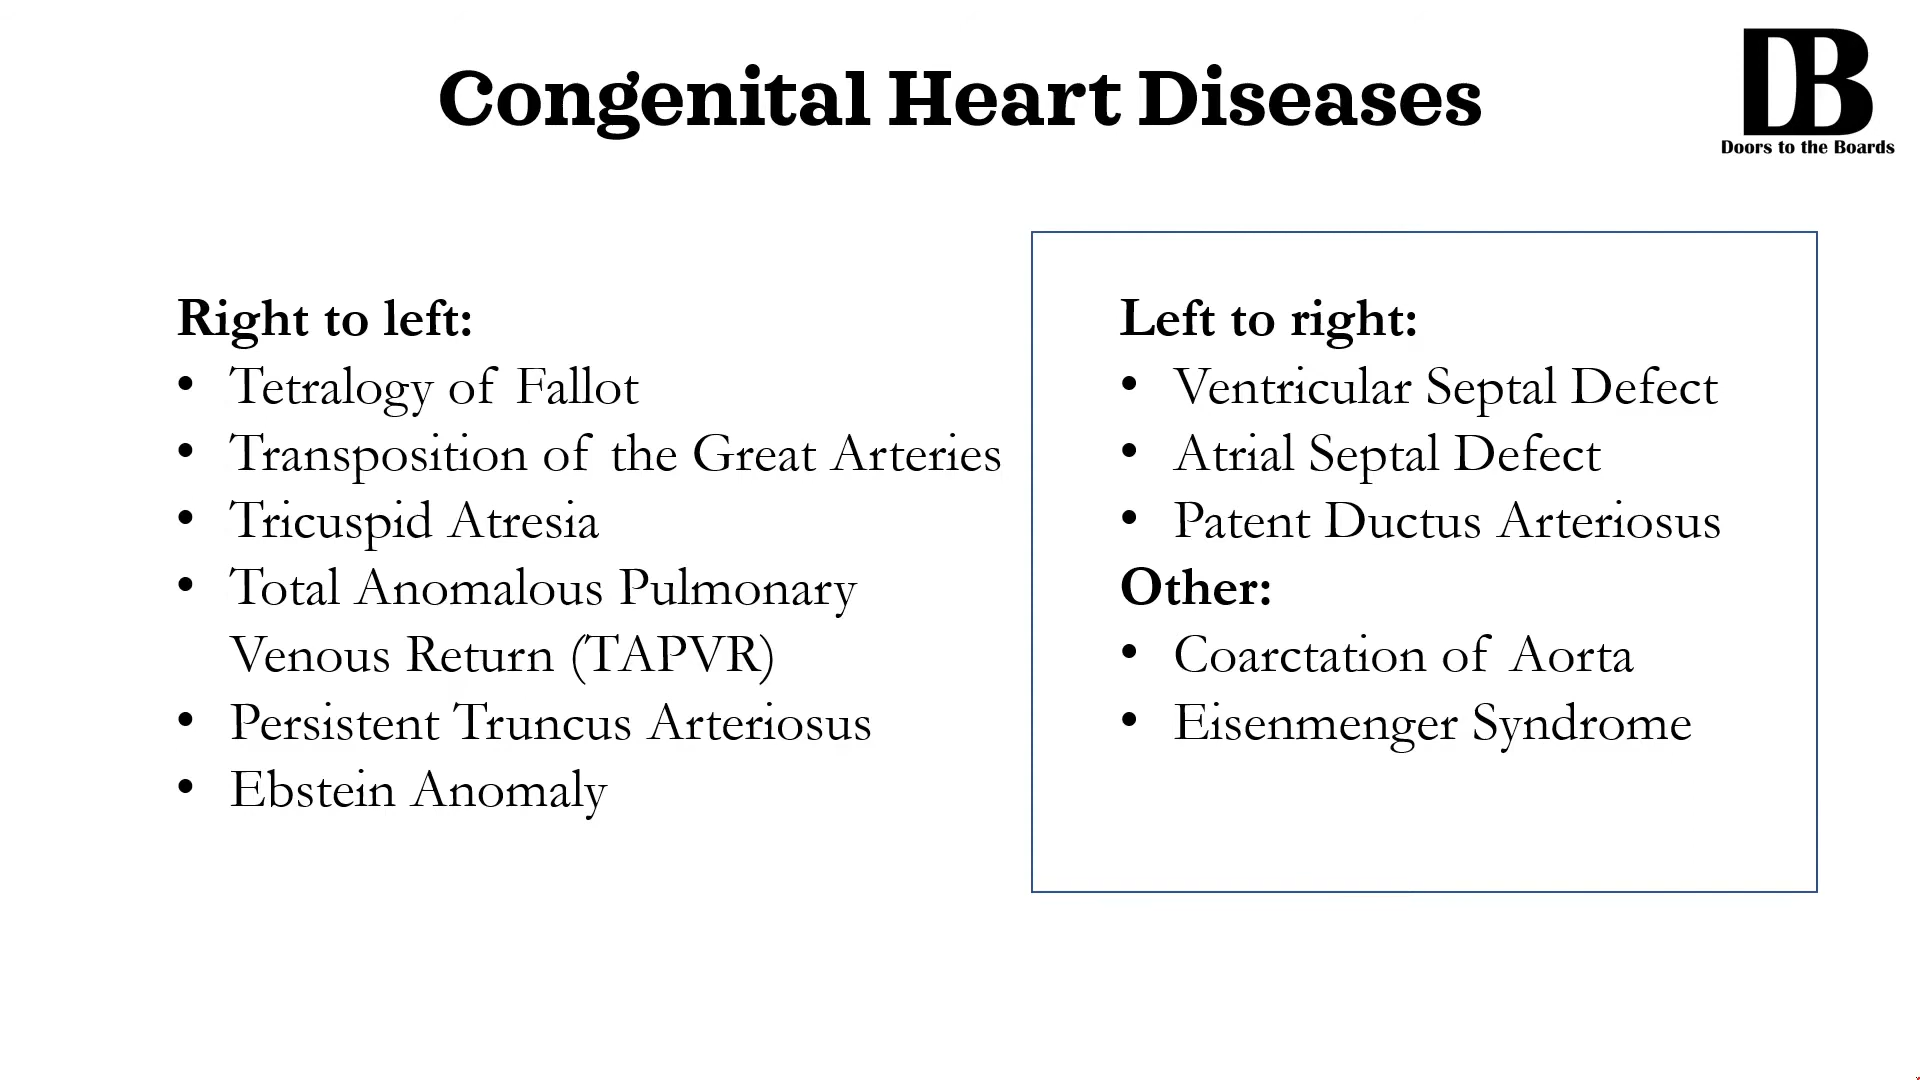 Congenital Heart Diseases
DB
Doors to the Boards
Right to left:
• Tetralogy of Fallot
• Transposition of the Great Arteries
• Tricuspid Atresia
• Total Anomalous Pulmonary
Venous Return (TAPVR)
• Persistent Truncus Arteriosus
• Ebstein Anomaly
Left to right:
• Ventricular Septal Defect
• Atrial Septal Defect
• Patent Ductus Arteriosus
Other:
• Coarctation of Aorta
• Eisenmenger Syndrome